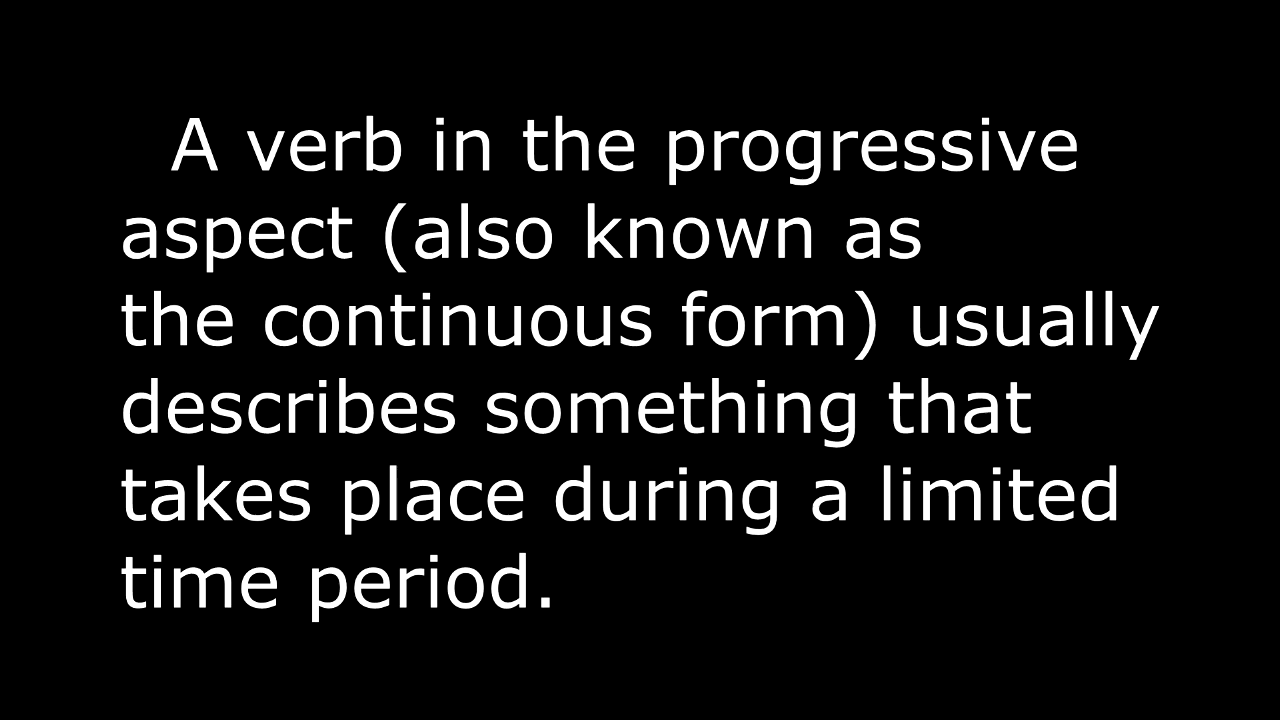 A verb in the progressive
aspect (also known as
the continuous form) usually
describes something that
takes place during a limited
time period.